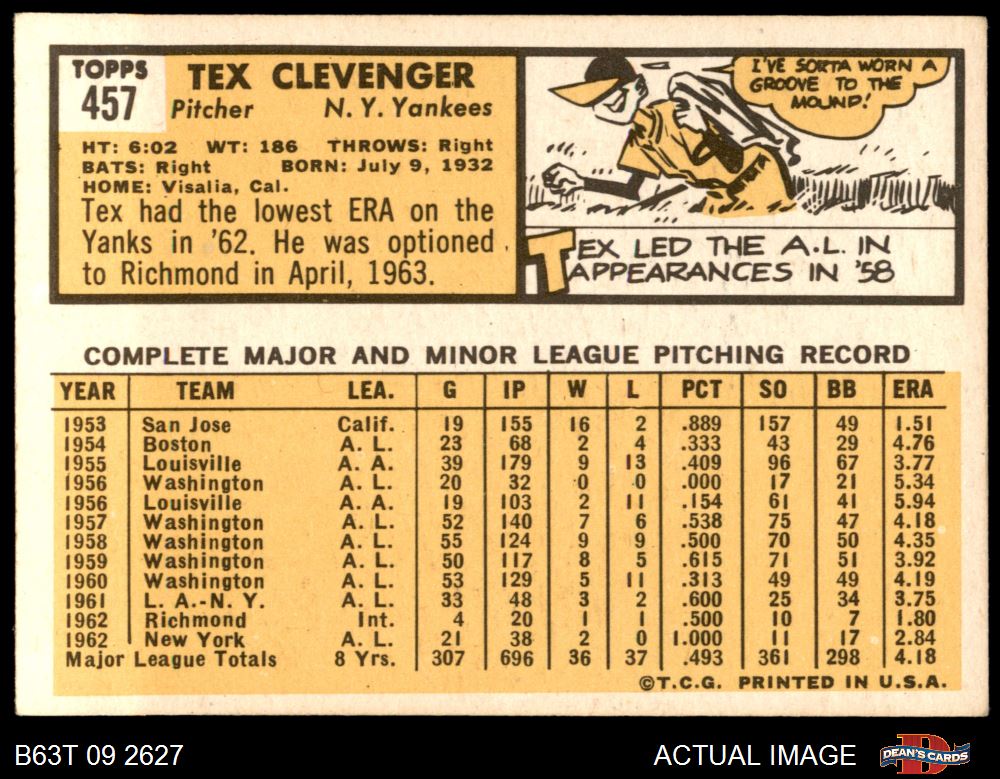 TOPPS
457
TEX CLEVENGER
Pitcher N. Y. Yankees
HT: 6:02 WT: 186 THROWS: Right
BATS: Right BORN: July 9, 1932
HOME: Visalia, Cal.
Tex had the lowest ERA on the
Yanks in '62. He was optioned
to Richmond in April, 1963.
I'VE SORTA WORN A
GROOVE TO THE
MOUND!
TEX LED THE A.L. IN
APPEARANCES IN '58
COMPLETE MAJOR AND MINOR LEAGUE PITCHING RECORD
YEAR TEAM LEA. G IP W L PCT SO BB ERA
1953 San Jose Calif. 19 155 16 2 .889 157 49 1.51
1954 Boston A. L. 23 68 2 4 .333 43 29 4.76
1955 Louisville A. A. 39 179 9 13 .409 96 67 3.77
1956 Washington A. L. 20 32 0 0 .000 17 21 5.34
1956 Louisville A. A. 19 103 2 11 .154 61 41 5.94
1957 Washington A. L. 52 140 7 6 .538 75 47 4.18
1958 Washington A. L. 55 124 9 9 .500 70 50 4.35
1959 Washington A. L. 50 117 8 5 .615 71 51 3.92
1960 Washington A. L. 53 129 5 11 .313 49 49 4.19
1961 L. A.-N. Y. A. L. 33 48 3 2 .600 25 34 3.75
1962 Richmond Int. 4 20 1 1 .500 10 7 1.80
1962 New York A. L. 21 38 2 0 1.000 11 17 2.84
Major League Totals 8 Yrs. 307 696 36 37 .493 361 298 4.18
©T.C.G. PRINTED IN U.S.A.
B63T 09 2627 ACTUAL IMAGE DEAN'S CARDS